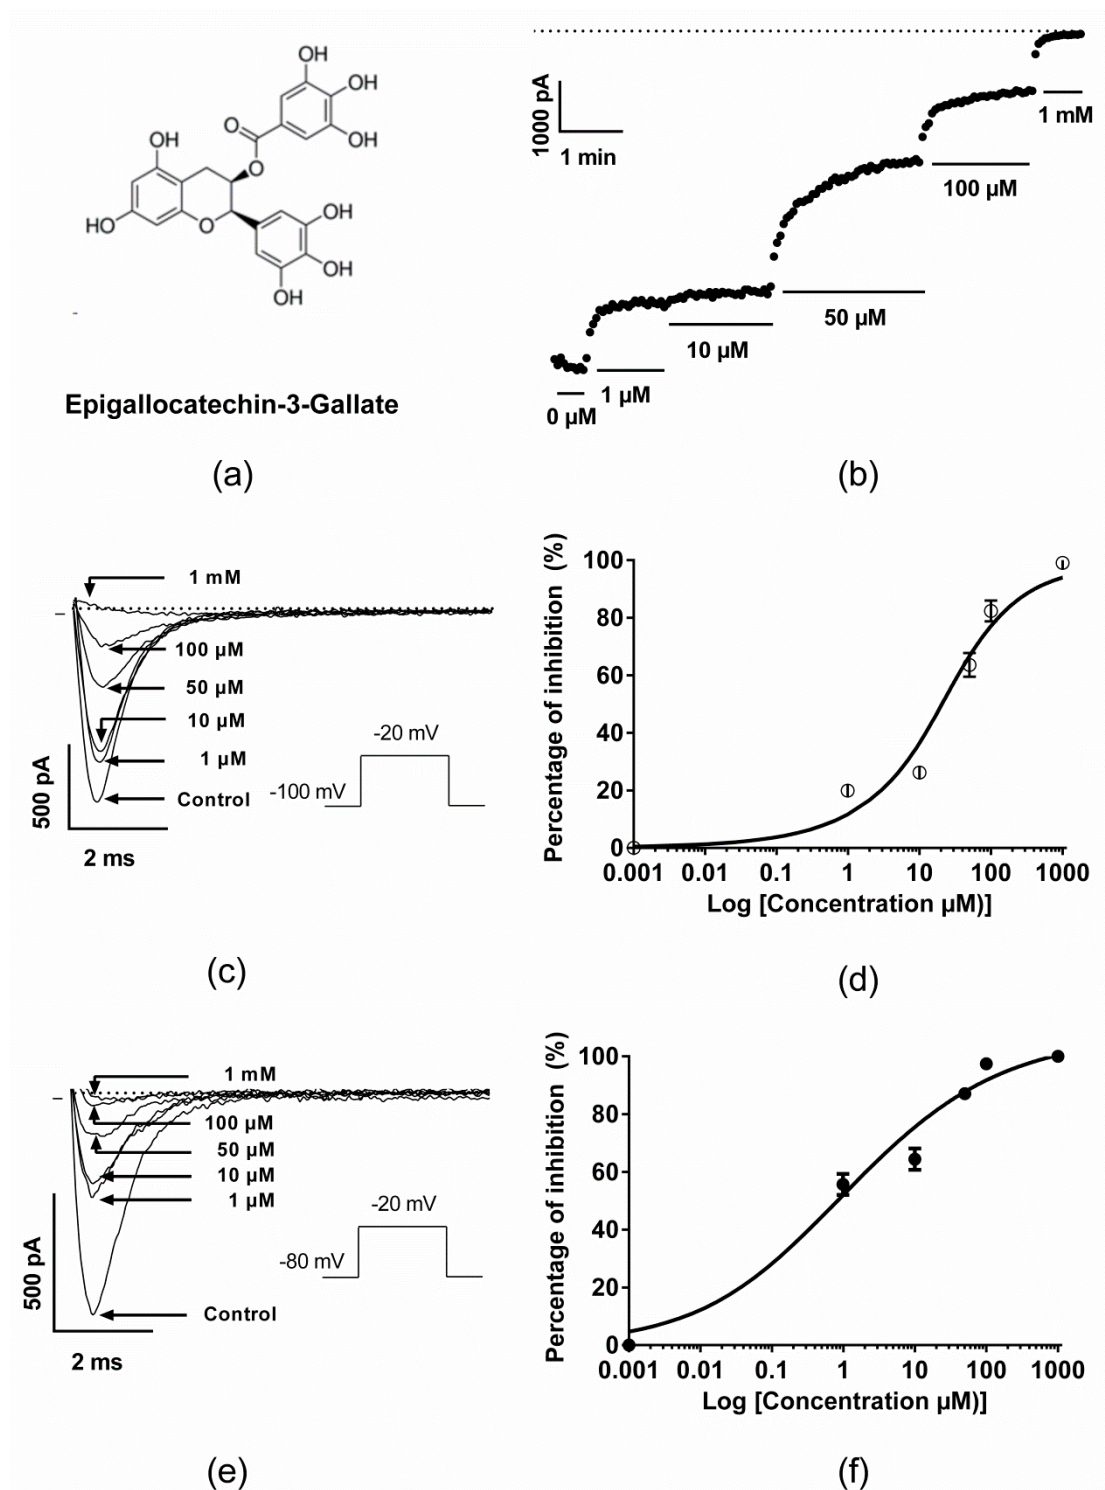 OH
OH
OH
O
O
OH
HO
O
OH
OH
OH
Epigallocatechin-3-Gallate
(a)
1000 pA
1 min
1 mM
100 µM
50 µM
10 µM
1 µM
0 µM
(b)
1 mM
100 µM
50 µM
10 µM
1 µM
Control
500 pA
2 ms
-20 mV
-100 mV
(c)
Percentage of inhibition (%)
100
80
60
40
20
0
0.001 0.01 0.1 1 10 100 1000
Log [Concentration µM)]
(d)
1 mM
100 µM
50 µM
10 µM
1 µM
Control
500 pA
2 ms
-20 mV
-80 mV
(e)
Percentage of inhibition (%)
100
80
60
40
20
0
0.001 0.01 0.1 1 10 100 1000
Log [Concentration µM)]
(f)